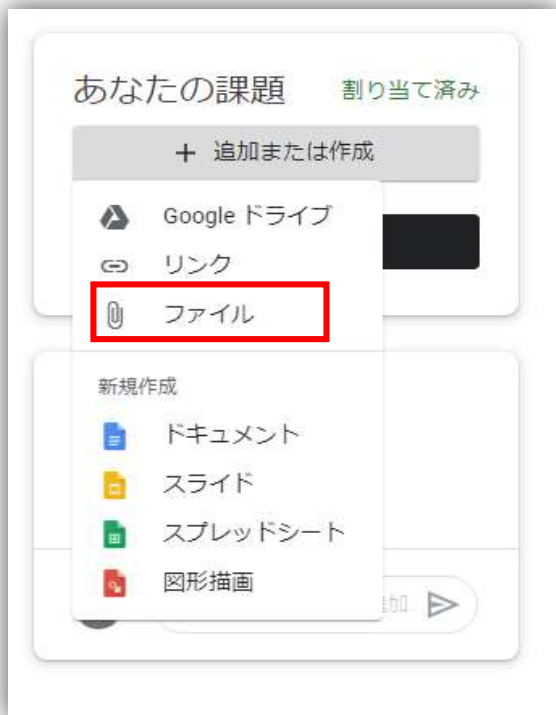 あなたの課題 割り当て済み
+ 追加または作成
Google ドライブ
リンク
ファイル
新規作成
ドキュメント
スライド
スプレッドシート
図形描画